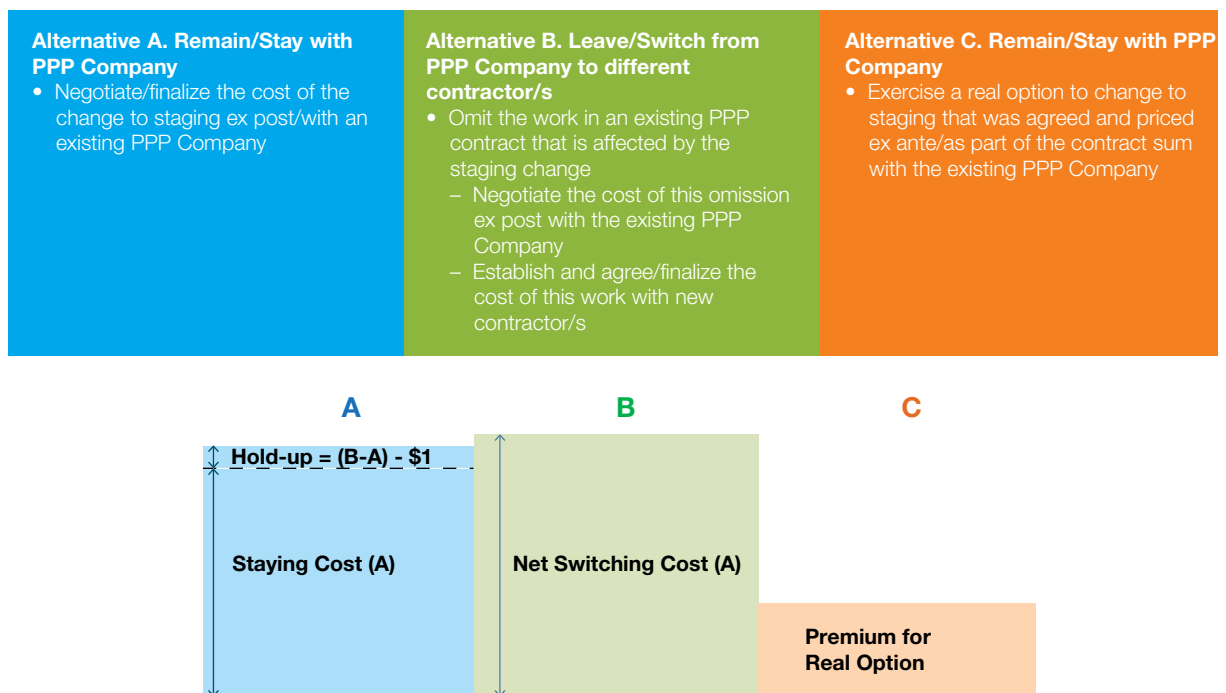 Alternative A. Remain/Stay with
PPP Company
• Negotiate/finalize the cost of the
change to staging ex post/with an
existing PPP Company
Alternative B. Leave/Switch from
PPP Company to different
contractor/s
• Omit the work in an existing PPP
contract that is affected by the
staging change
– Negotiate the cost of this omission
ex post with the existing PPP
Company
– Establish and agree/finalize the
cost of this work with new
contractor/s
Alternative C. Remain/Stay with PPP
Company
• Exercise a real option to change to
staging that was agreed and priced
ex ante/as part of the contract sum
with the existing PPP Company
A
B
C
Hold-up = (B-A) - $1
Staying Cost (A)
Net Switching Cost (A)
Premium for
Real Option